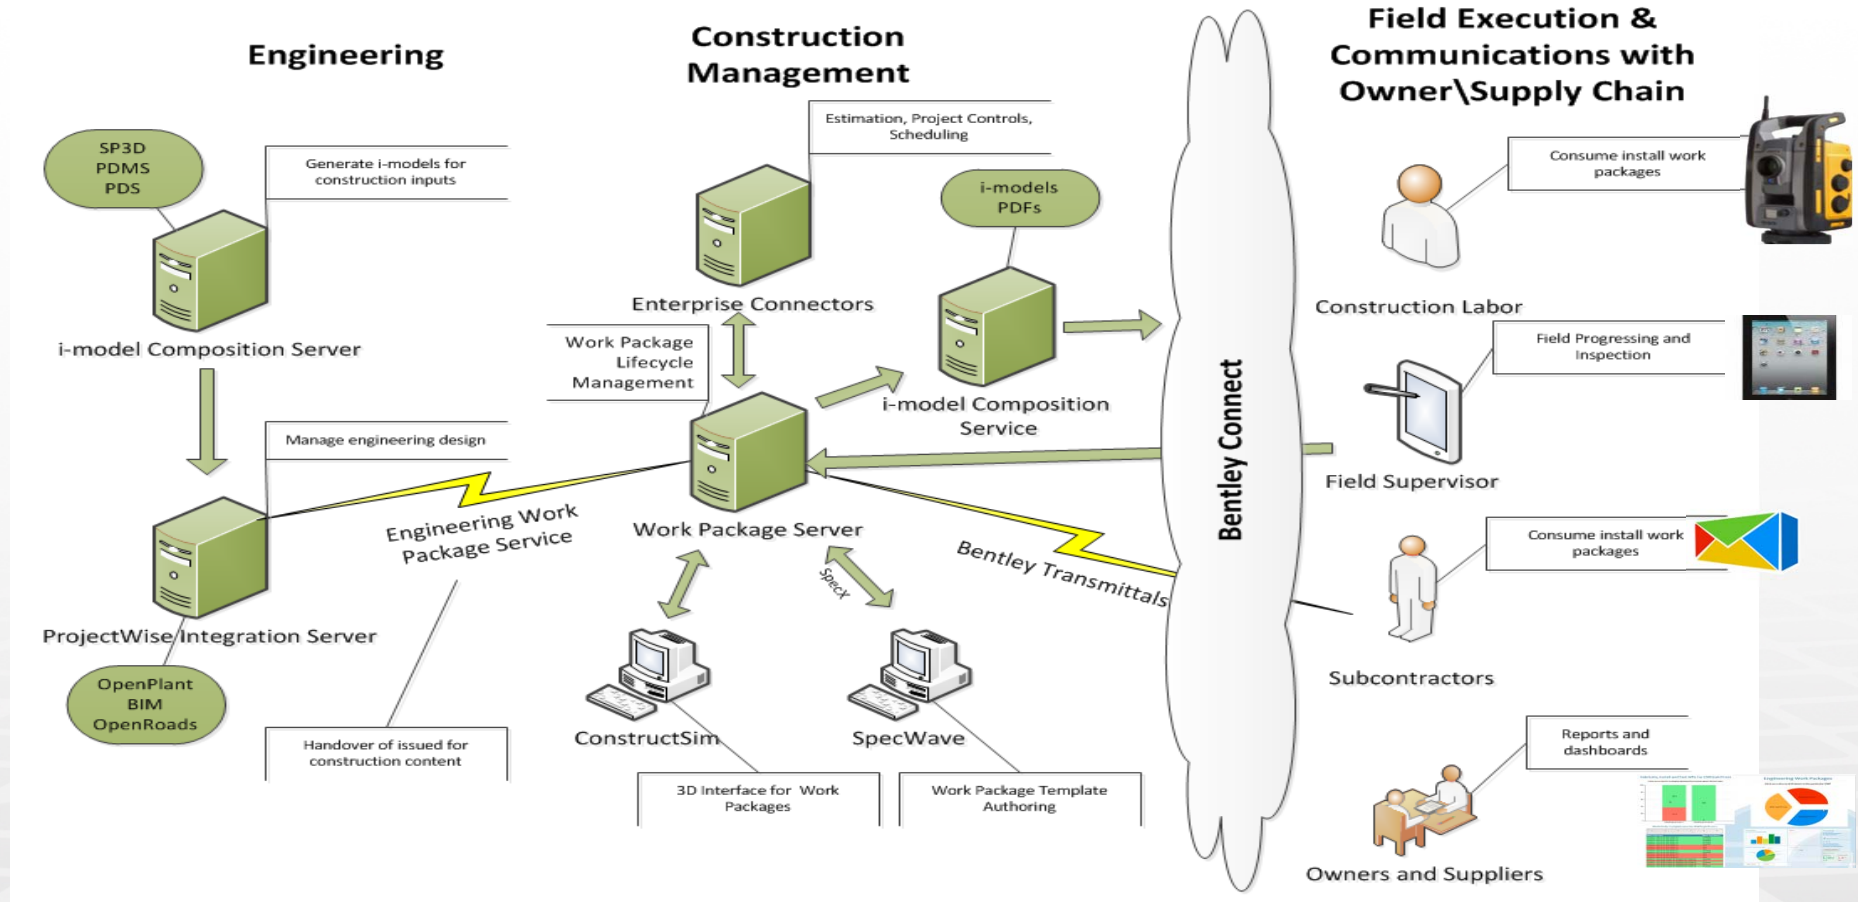 Engineering
Construction
Management
Field Execution &
Communications with
Owner\Supply Chain
SP3D
PDMS
PDS
Generate i-models for
construction inputs
i-model Composition Server
Manage engineering design
ProjectWise Integration Server
OpenPlant
BIM
OpenRoads
Engineering Work
Package Service
Handover of issued for
construction content
Estimation, Project Controls,
Scheduling
Enterprise Connectors
i-models
PDFs
Work Package
Lifecycle
Management
i-model Composition
Service
Work Package Server
SpecX
Bentley Transmittals
ConstructSim
SpecWave
3D Interface for Work
Packages
Work Package Template
Authoring
Bentley Connect
Consume install work
packages
Construction Labor
Field Progressing and
Inspection
Field Supervisor
Consume install work
packages
Subcontractors
Reports and
dashboards
Engineering Work Packages
Owners and Suppliers